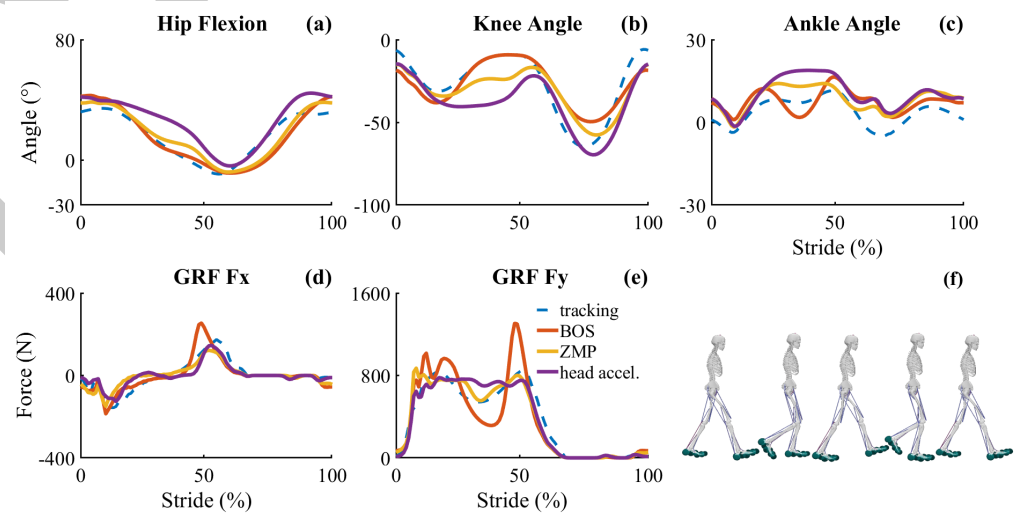 Hip Flexion (a)
80
0
-30
Angle (°)
0 50 100
Knee Angle (b)
0
-50
-100
0 50 100
Ankle Angle (c)
30
0
-30
0 50 100
Stride (%)
GRF Fx (d)
400
0
-400
Force (N)
0 50 100
Stride (%)
GRF Fy (e)
1600
800
0
0 50 100
Stride (%)
tracking
BOS
ZMP
head accel.
(f)